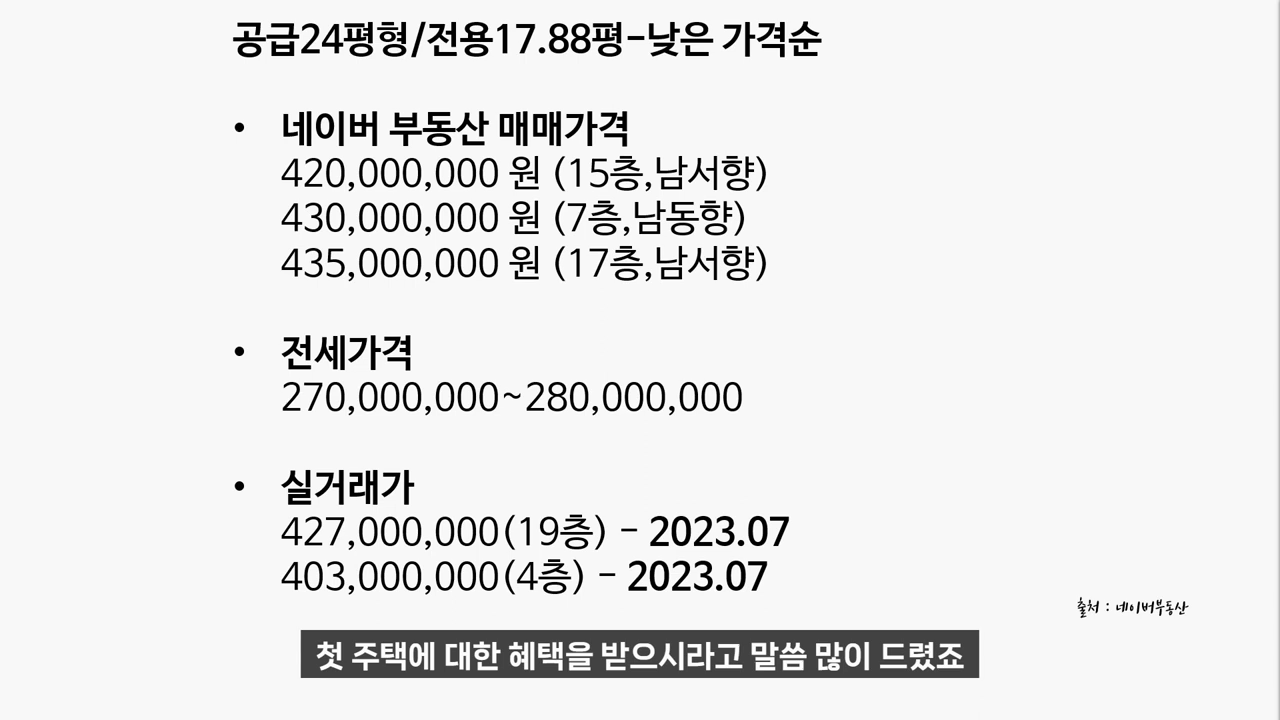 공급24평형/전용17.88평-낮은 가격순
• 네이버 부동산 매매가격
420,000,000 원 (15층,남서향)
430,000,000 원 (7층,남동향)
435,000,000 원 (17층,남서향)
• 전세가격
270,000,000~280,000,000
• 실거래가
427,000,000(19층) - 2023.07
403,000,000(4층) - 2023.07
출처 : 네이버부동산
첫 주택에 대한 혜택을 받으시라고 말씀 많이 드렸죠